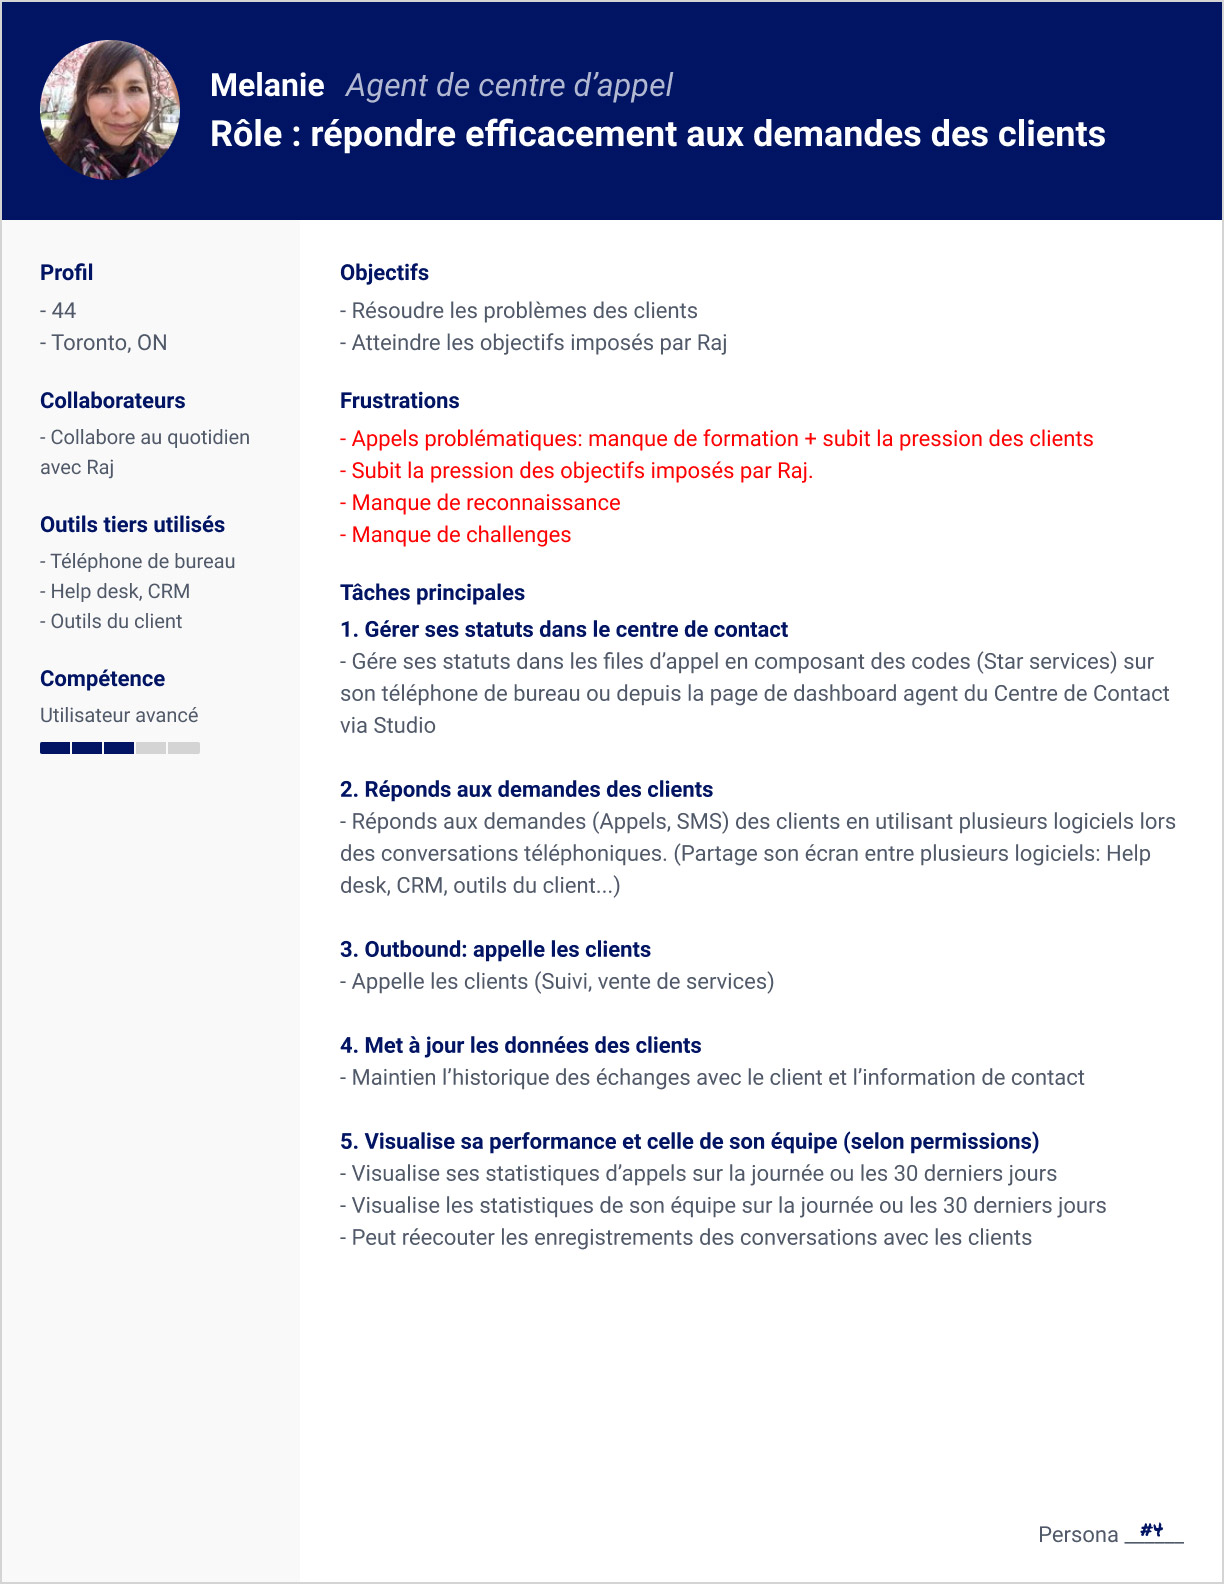 Melanie Agent de centre d’appel
Rôle : répondre efficacement aux demandes des clients
Profil
- 44
- Toronto, ON
Collaborateurs
- Collabore au quotidien
avec Raj
Outils tiers utilisés
- Téléphone de bureau
- Help desk, CRM
- Outils du client
Compétence
Utilisateur avancé
Objectifs
- Résoudre les problèmes des clients
- Atteindre les objectifs imposés par Raj
Frustrations
- Appels problématiques: manque de formation + subit la pression des clients
- Subit la pression des objectifs imposés par Raj.
- Manque de reconnaissance
- Manque de challenges
Tâches principales
1. Gérer ses statuts dans le centre de contact
- Gére ses statuts dans les files d’appel en composant des codes (Star services) sur
son téléphone de bureau ou depuis la page de dashboard agent du Centre de Contact
via Studio
2. Réponds aux demandes des clients
- Réponds aux demandes (Appels, SMS) des clients en utilisant plusieurs logiciels lors
des conversations téléphoniques. (Partage son écran entre plusieurs logiciels: Help
desk, CRM, outils du client...)
3. Outbound: appelle les clients
- Appelle les clients (Suivi, vente de services)
4. Met à jour les données des clients
- Maintien l’historique des échanges avec le client et l’information de contact
5. Visualise sa performance et celle de son équipe (selon permissions)
- Visualise ses statistiques d’appels sur la journée ou les 30 derniers jours
- Visualise les statistiques de son équipe sur la journée ou les 30 derniers jours
- Peut réecouter les enregistrements des conversations avec les clients
Persona #4